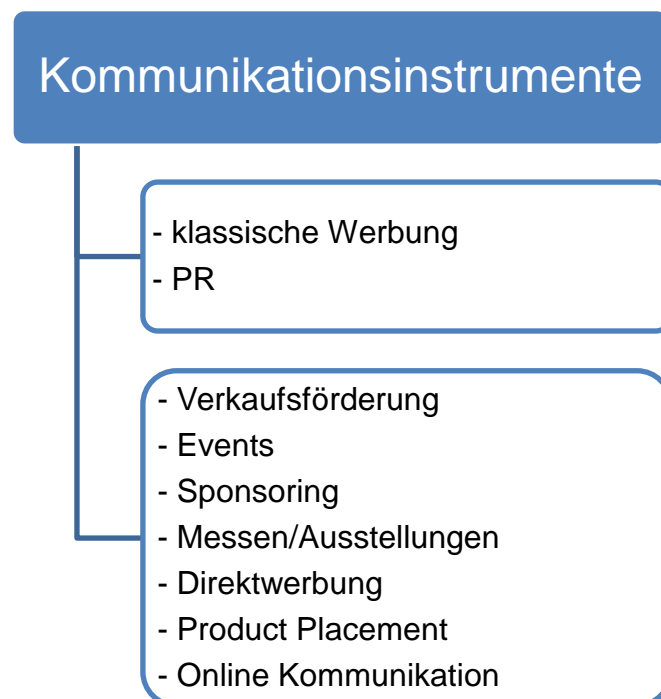 Kommunikationsinstrumente
- klassische Werbung
- PR
- Verkaufsförderung
- Events
- Sponsoring
- Messen/Ausstellungen
- Direktwerbung
- Product Placement
- Online Kommunikation